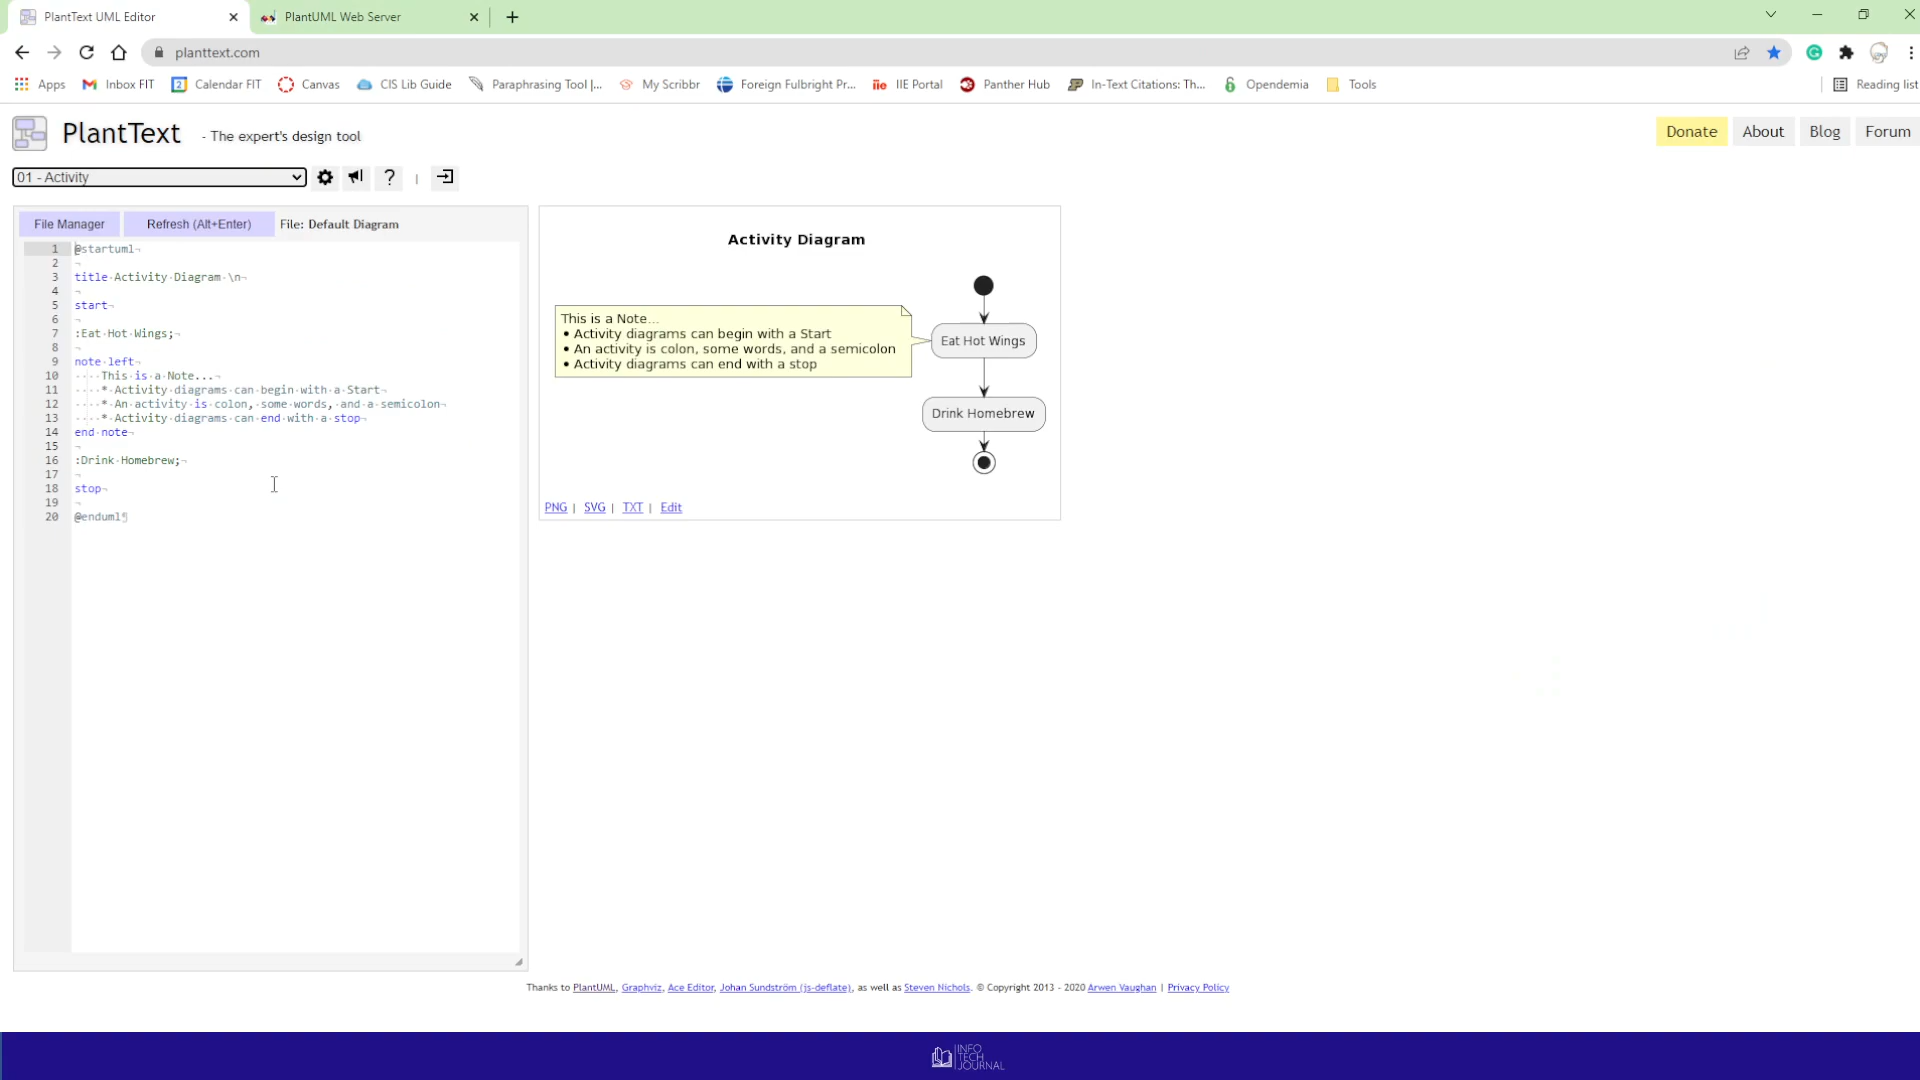 PlantText UML Editor
PlantUML Web Server
planttext.com
Apps
Inbox FIT
2
Calendar FIT
Canvas
CIS Lib Guide
Paraphrasing Tool |...
My Scribbr
Foreign Fulbright Pr...
iie
IIE Portal
Panther Hub
In-Text Citations: Th...
Opendemia
Tools
Reading list
PlantText - The expert's design tool
Donate
About
Blog
Forum
01 - Activity
?
|
File Manager
Refresh (Alt+Enter)
File: Default Diagram
1 @startuml¬
2 ¬
3 title·Activity·Diagram·\n¬
4 ¬
5 start¬
6 ¬
7 :Eat·Hot·Wings;¬
8 ¬
9 note·left¬
10 ····This·is·a·Note...¬
11 ····*·Activity·diagrams·can·begin·with·a·Start¬
12 ····*·An·activity·is·colon,·some·words,·and·a·semicolon¬
13 ····*·Activity·diagrams·can·end·with·a·stop¬
14 end·note¬
15 ¬
16 :Drink·Homebrew;¬
17 ¬
18 stop¬
19 ¬
20 @enduml¶
Activity Diagram
This is a Note...
• Activity diagrams can begin with a Start
• An activity is colon, some words, and a semicolon
• Activity diagrams can end with a stop
Eat Hot Wings
Drink Homebrew
PNG | SVG | TXT | Edit
Thanks to PlantUML, Graphviz, Ace Editor, Johan Sundström (js-deflate), as well as Steven Nichols. © Copyright 2013 - 2020 Arwen Vaughan | Privacy Policy
INFO
TECH
JOURNAL